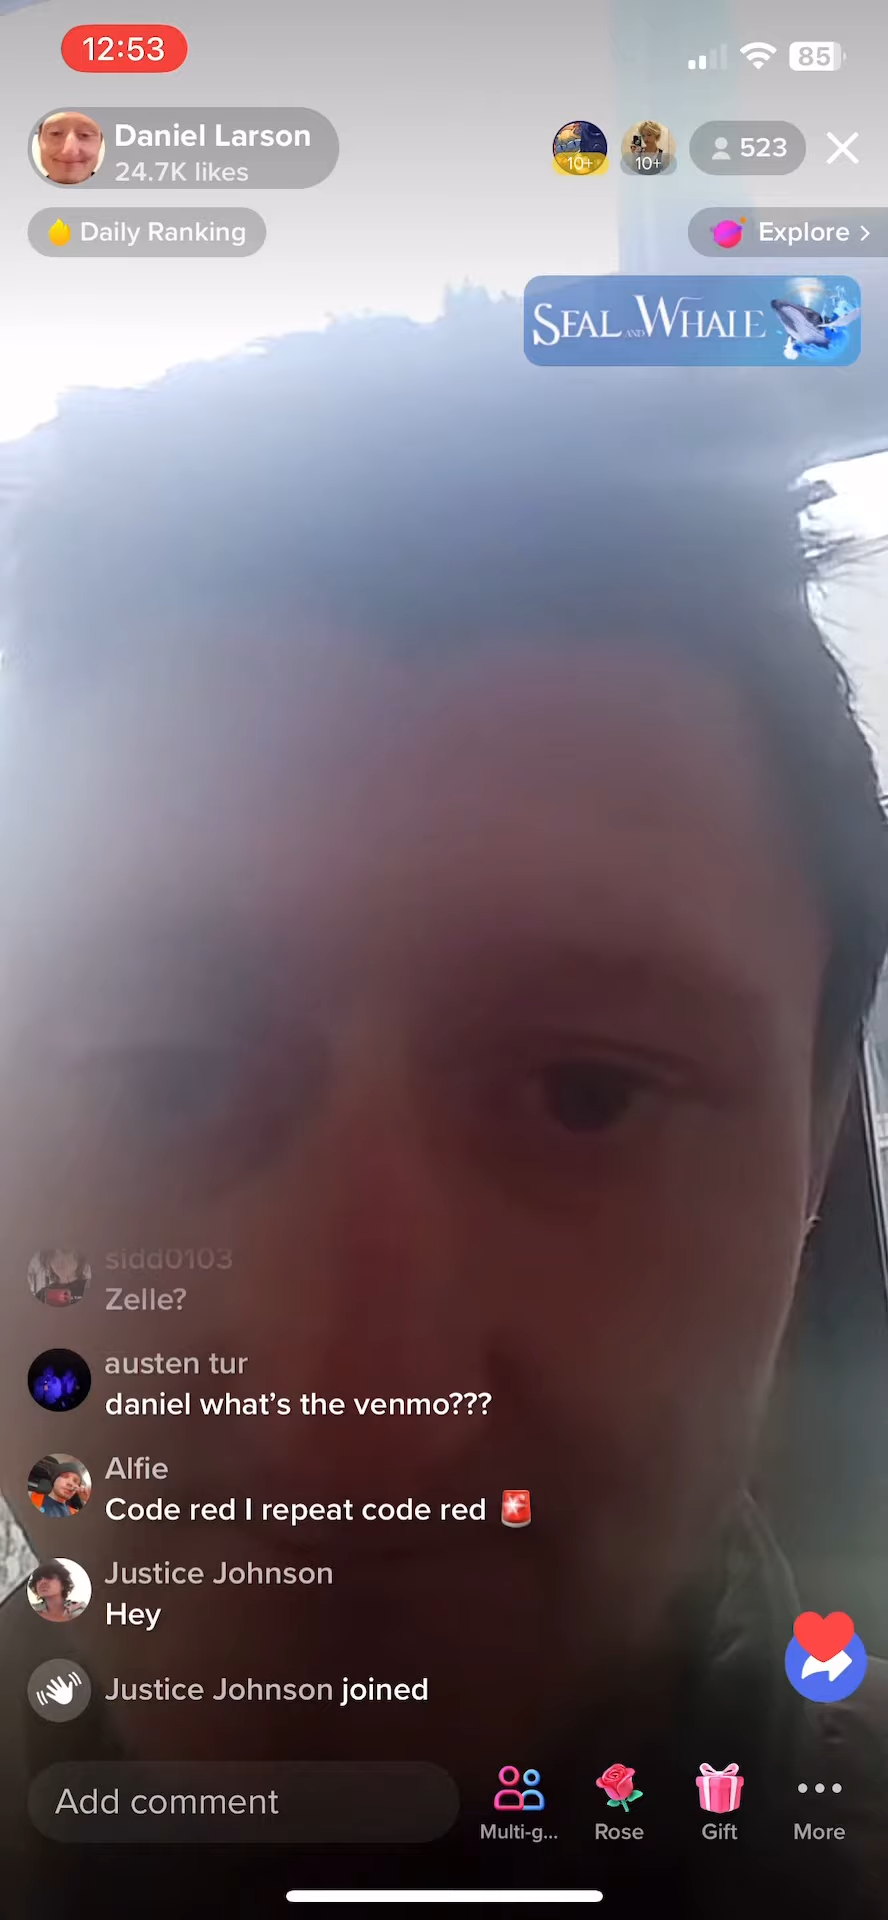 12:53
85
Daniel Larson
24.7K likes
10+
10+
523
Daily Ranking
Explore >
SEAL AND WHALE
sidd0103
Zelle?
austen tur
daniel what's the venmo???
Alfie
Code red I repeat code red 🚨
Justice Johnson
Hey
Justice Johnson joined
Add comment
Multi-g...
Rose
Gift
More